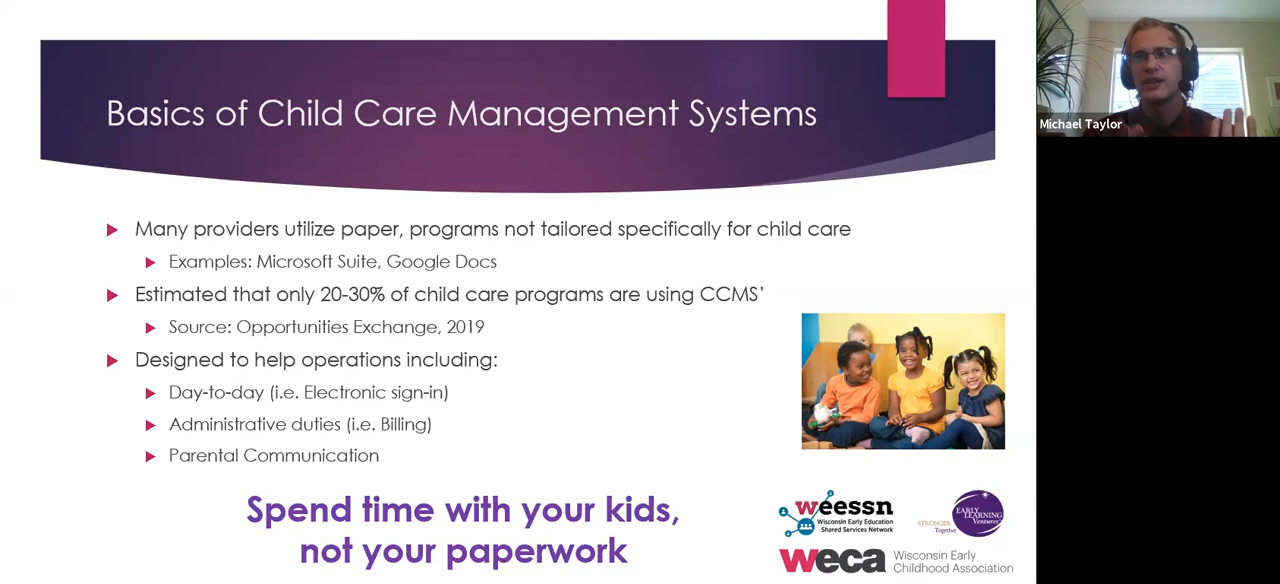 Basics of Child Care Management Systems
Many providers utilize paper, programs not tailored specifically for child care
Examples: Microsoft Suite, Google Docs
Estimated that only 20-30% of child care programs are using CCMS’
Source: Opportunities Exchange, 2019
Designed to help operations including:
Day-to-day (i.e. Electronic sign-in)
Administrative duties (i.e. Billing)
Parental Communication
Spend time with your kids,
not your paperwork
weessn
Wisconsin Early Education
Shared Services Network
STRONGER
Together
EARLY
LEARNING
Ventures
weca
Wisconsin Early
Childhood Association
Michael Taylor